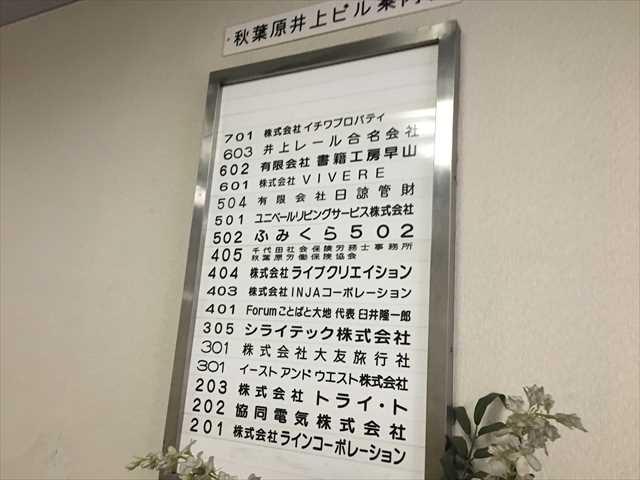 秋葉原井上ビル案内
701 株式会社イチワプロパティ
603 井上レール合名会社
602 有限会社 書籍工房早山
601 株式会社 VIVERE
504 有限会社日諒管財
501 ユニベールリビングサービス株式会社
502 ふみくら502
405 千代田社会保険労務士事務所
秋葉原労働保険協会
404 株式会社ライブクリエイション
403 株式会社INJAコーポレーション
401 Forumことばと大地 代表 臼井隆一郎
305 シライテック株式会社
301 株式会社大友旅行社
301 イースト アンド ウエスト株式会社
203 株式会社 トライ・ト
202 協同電気株式会社
201 株式会社ラインコーポレーション